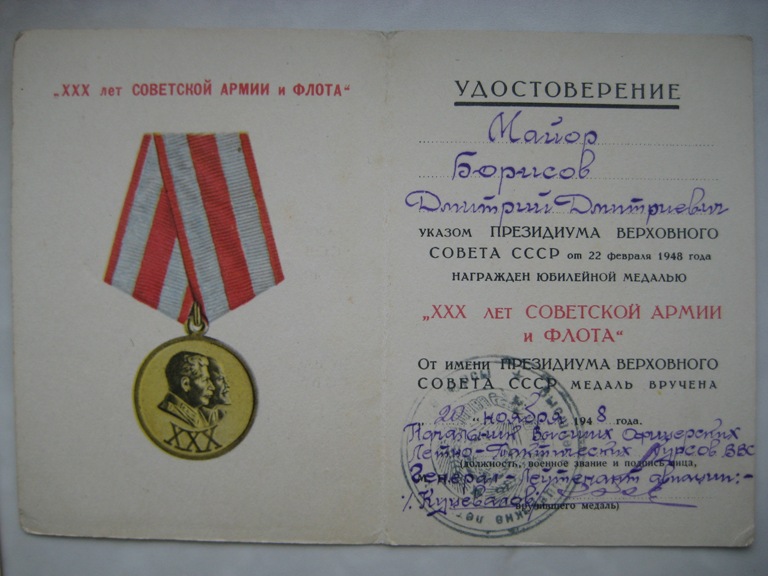 „XXX лет СОВЕТСКОЙ АРМИИ и ФЛОТА“
XXX
УДОСТОВЕРЕНИЕ
Майор
Борисов
Дмитрий Дмитриевич
УКАЗОМ ПРЕЗИДИУМА ВЕРХОВНОГО
СОВЕТА СССР от 22 февраля 1948 года
НАГРАЖДЕН ЮБИЛЕЙНОЙ МЕДАЛЬЮ
„XXX ЛЕТ СОВЕТСКОЙ АРМИИ
и ФЛОТА“
От имени ПРЕЗИДИУМА ВЕРХОВНОГО
СОВЕТА СССР МЕДАЛЬ ВРУЧЕНА
„20“ ноября 1948 года.
Начальник Высших Офицерских
Летно-Тактических Курсов ВВС
(должность, военное звание и подпись лица,
Генерал-Лейтенант авиации:-
вручившего медаль)